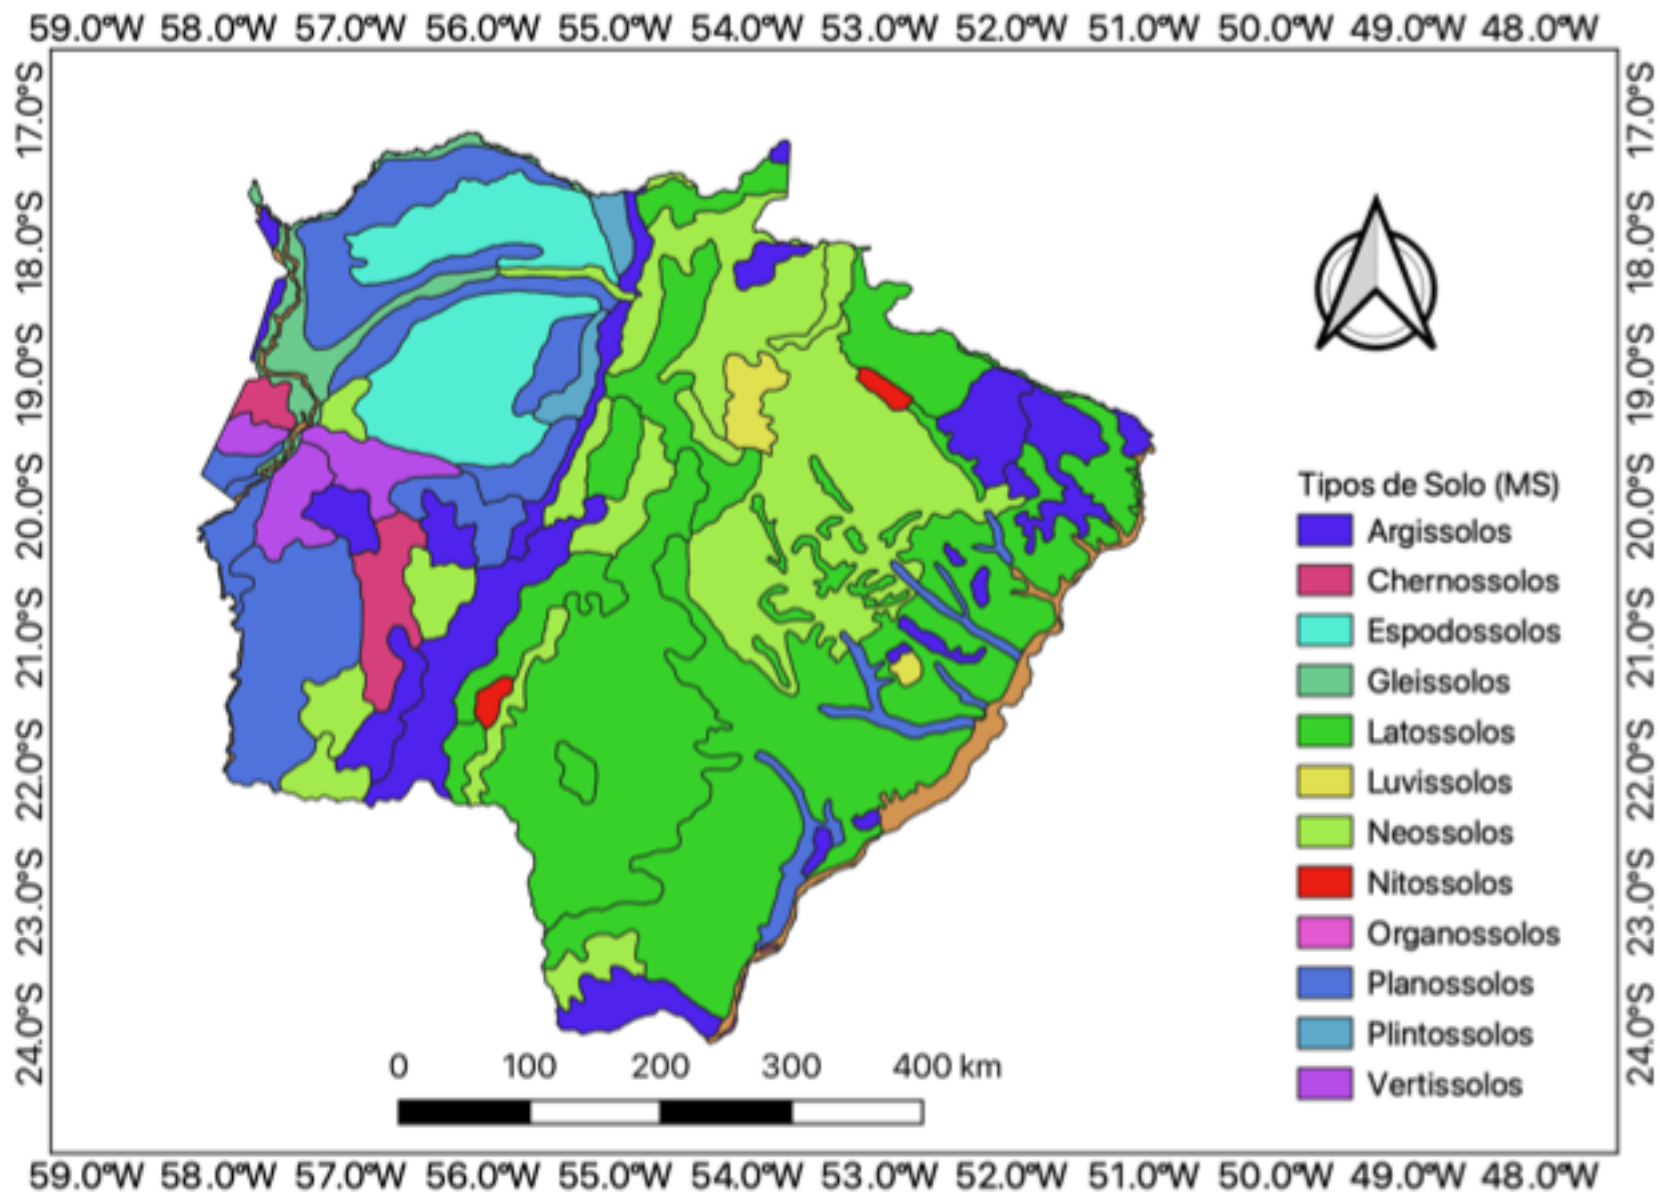 59.0°W 58.0°W 57.0°W 56.0°W 55.0°W 54.0°W 53.0°W 52.0°W 51.0°W 50.0°W 49.0°W 48.0°W
17.0°S 17.0°S
18.0°S 18.0°S
19.0°S 19.0°S
20.0°S 20.0°S
21.0°S 21.0°S
22.0°S 22.0°S
23.0°S 23.0°S
24.0°S 24.0°S
Tipos de Solo (MS)
Argissolos
Chernossolos
Espodossolos
Gleissolos
Latossolos
Luvissolos
Neossolos
Nitossolos
Organossolos
Planossolos
Plintossolos
Vertissolos
0 100 200 300 400 km
59.0°W 58.0°W 57.0°W 56.0°W 55.0°W 54.0°W 53.0°W 52.0°W 51.0°W 50.0°W 49.0°W 48.0°W